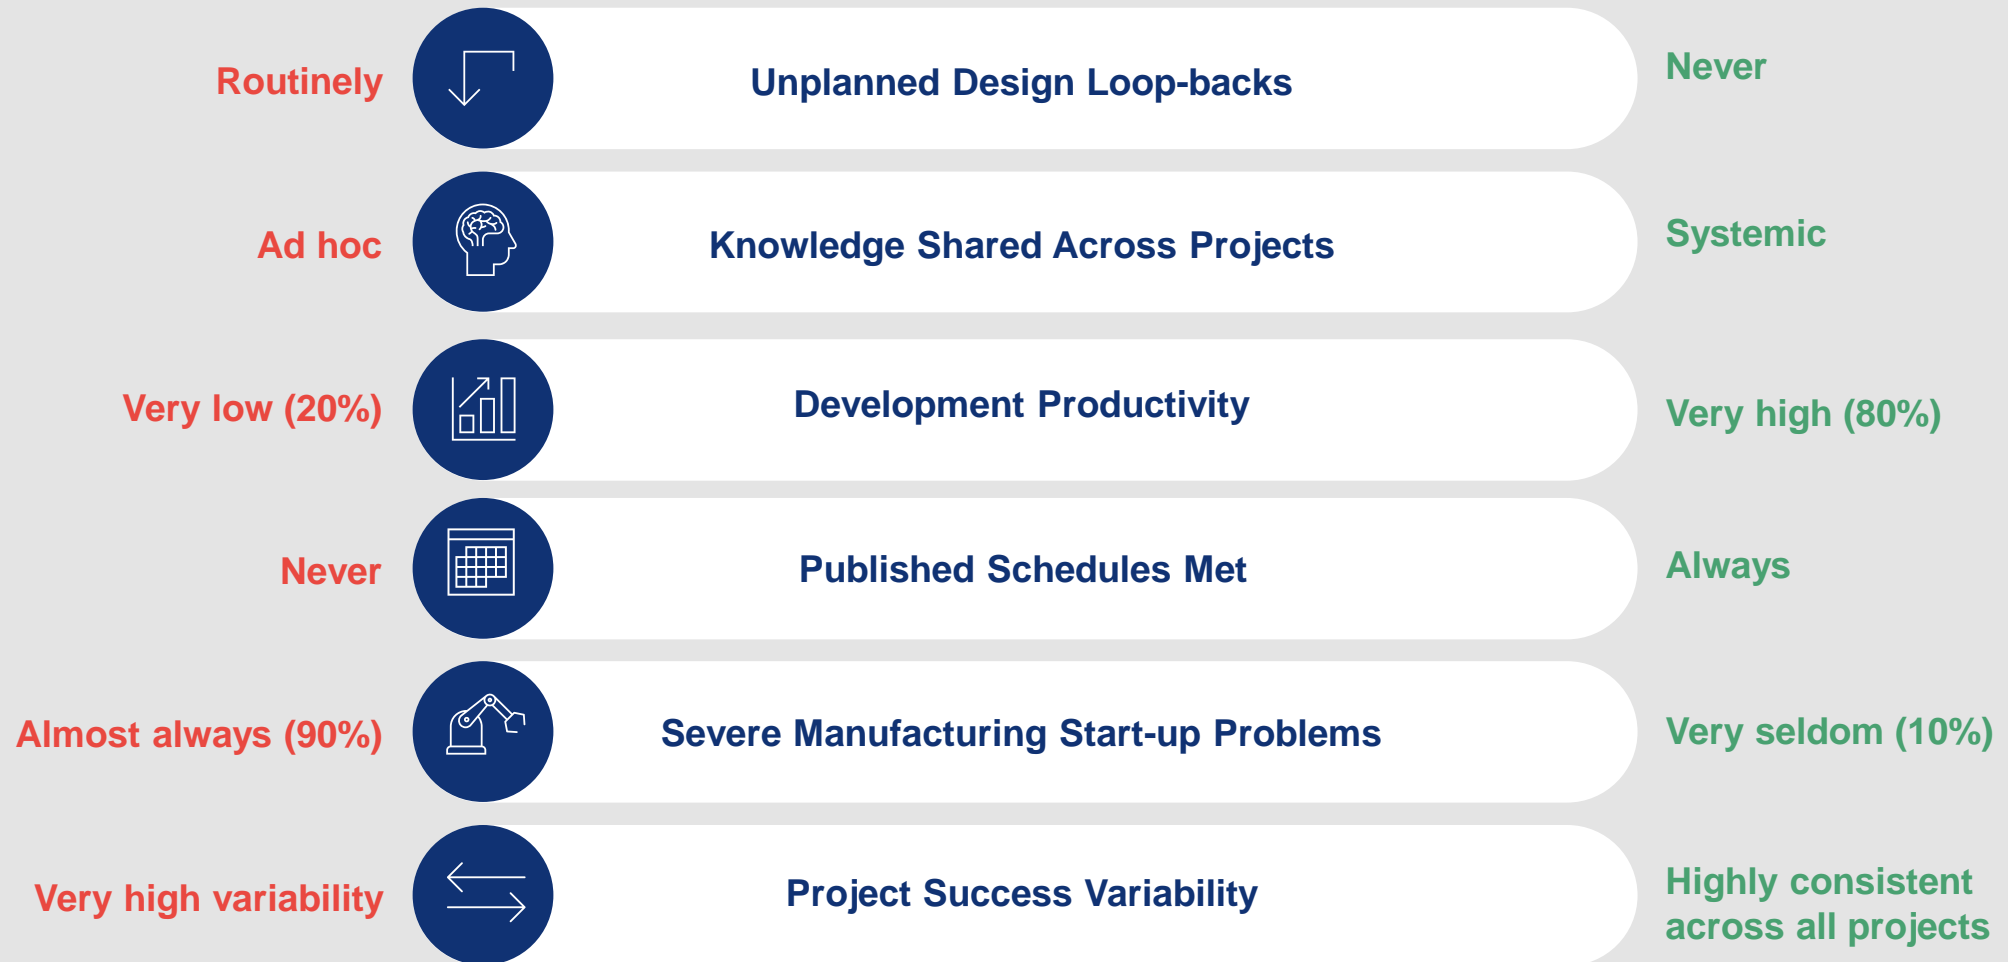 Routinely
Unplanned Design Loop-backs
Never
Ad hoc
Knowledge Shared Across Projects
Systemic
Very low (20%)
Development Productivity
Very high (80%)
Never
Published Schedules Met
Always
Almost always (90%)
Severe Manufacturing Start-up Problems
Very seldom (10%)
Very high variability
Project Success Variability
Highly consistent
across all projects